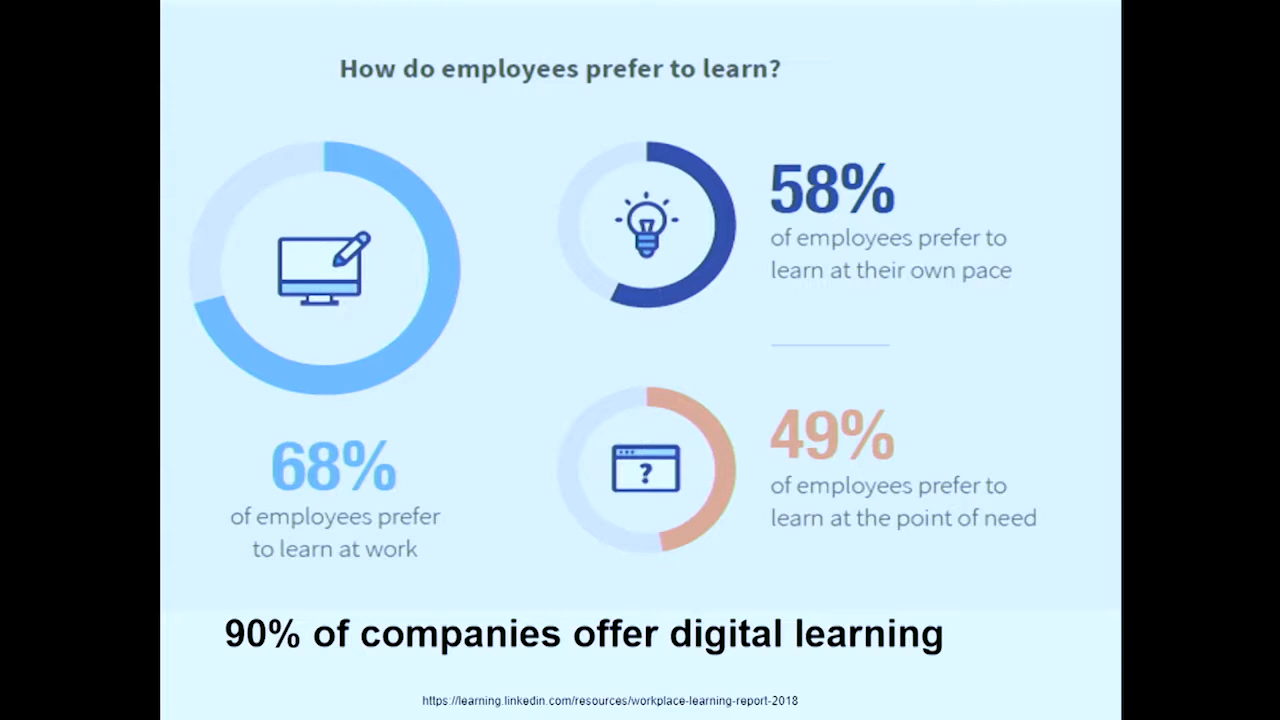 How do employees prefer to learn?
68%
of employees prefer
to learn at work
58%
of employees prefer to
learn at their own pace
49%
of employees prefer to
learn at the point of need
?
90% of companies offer digital learning
https://learning.linkedin.com/resources/workplace-learning-report-2018